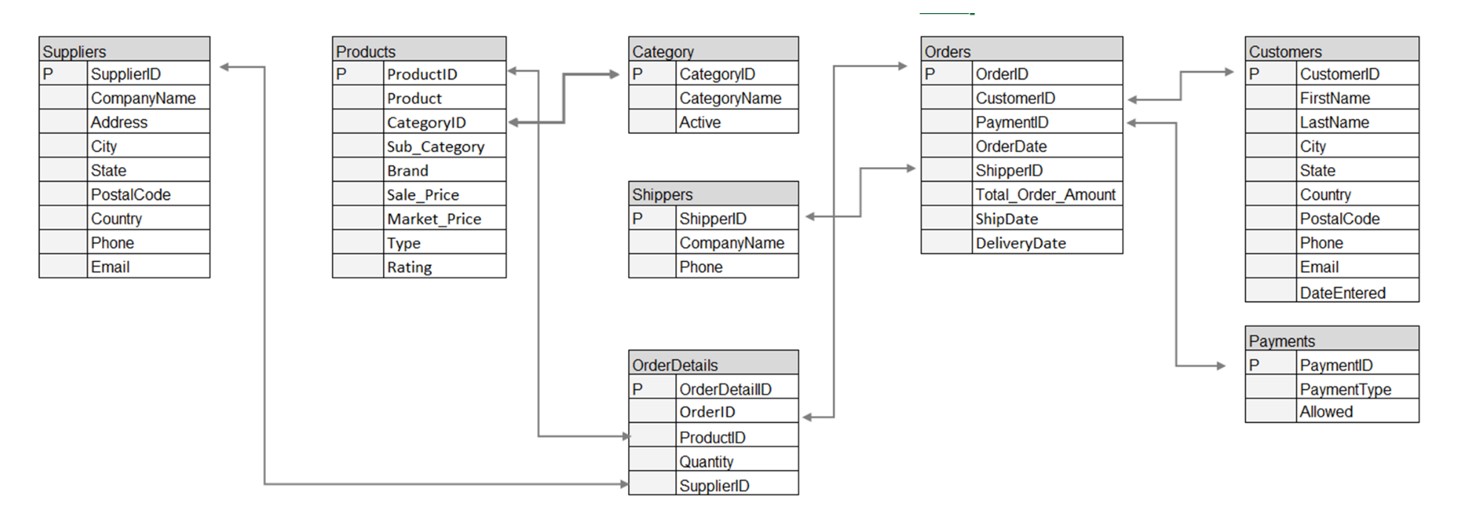 Suppliers
P SupplierID
CompanyName
Address
City
State
PostalCode
Country
Phone
Email
Products
P ProductID
Product
CategoryID
Sub_Category
Brand
Sale_Price
Market_Price
Type
Rating
Category
P CategoryID
CategoryName
Active
Shippers
P ShipperID
CompanyName
Phone
OrderDetails
P OrderDetailID
OrderID
ProductID
Quantity
SupplierID
Orders
P OrderID
CustomerID
PaymentID
OrderDate
ShipperID
Total_Order_Amount
ShipDate
DeliveryDate
Customers
P CustomerID
FirstName
LastName
City
State
Country
PostalCode
Phone
Email
DateEntered
Payments
P PaymentID
PaymentType
Allowed